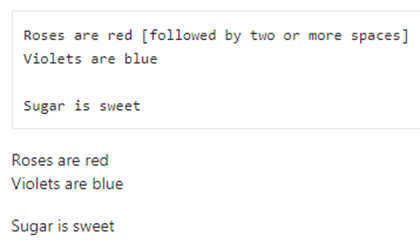 Roses are red [followed by two or more spaces]
Violets are blue
Sugar is sweet
Roses are red
Violets are blue
Sugar is sweet